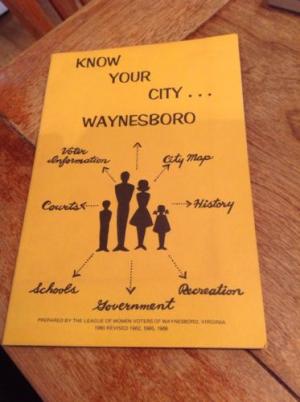 KNOW
YOUR
CITY...
WAYNESBORO
Voter
Information
City Map
Courts
History
Schools
Recreation
Government
PREPARED BY THE LEAGUE OF WOMEN VOTERS OF WAYNESBORO, VIRGINIA
1960 REVISED 1962, 1965, 1968